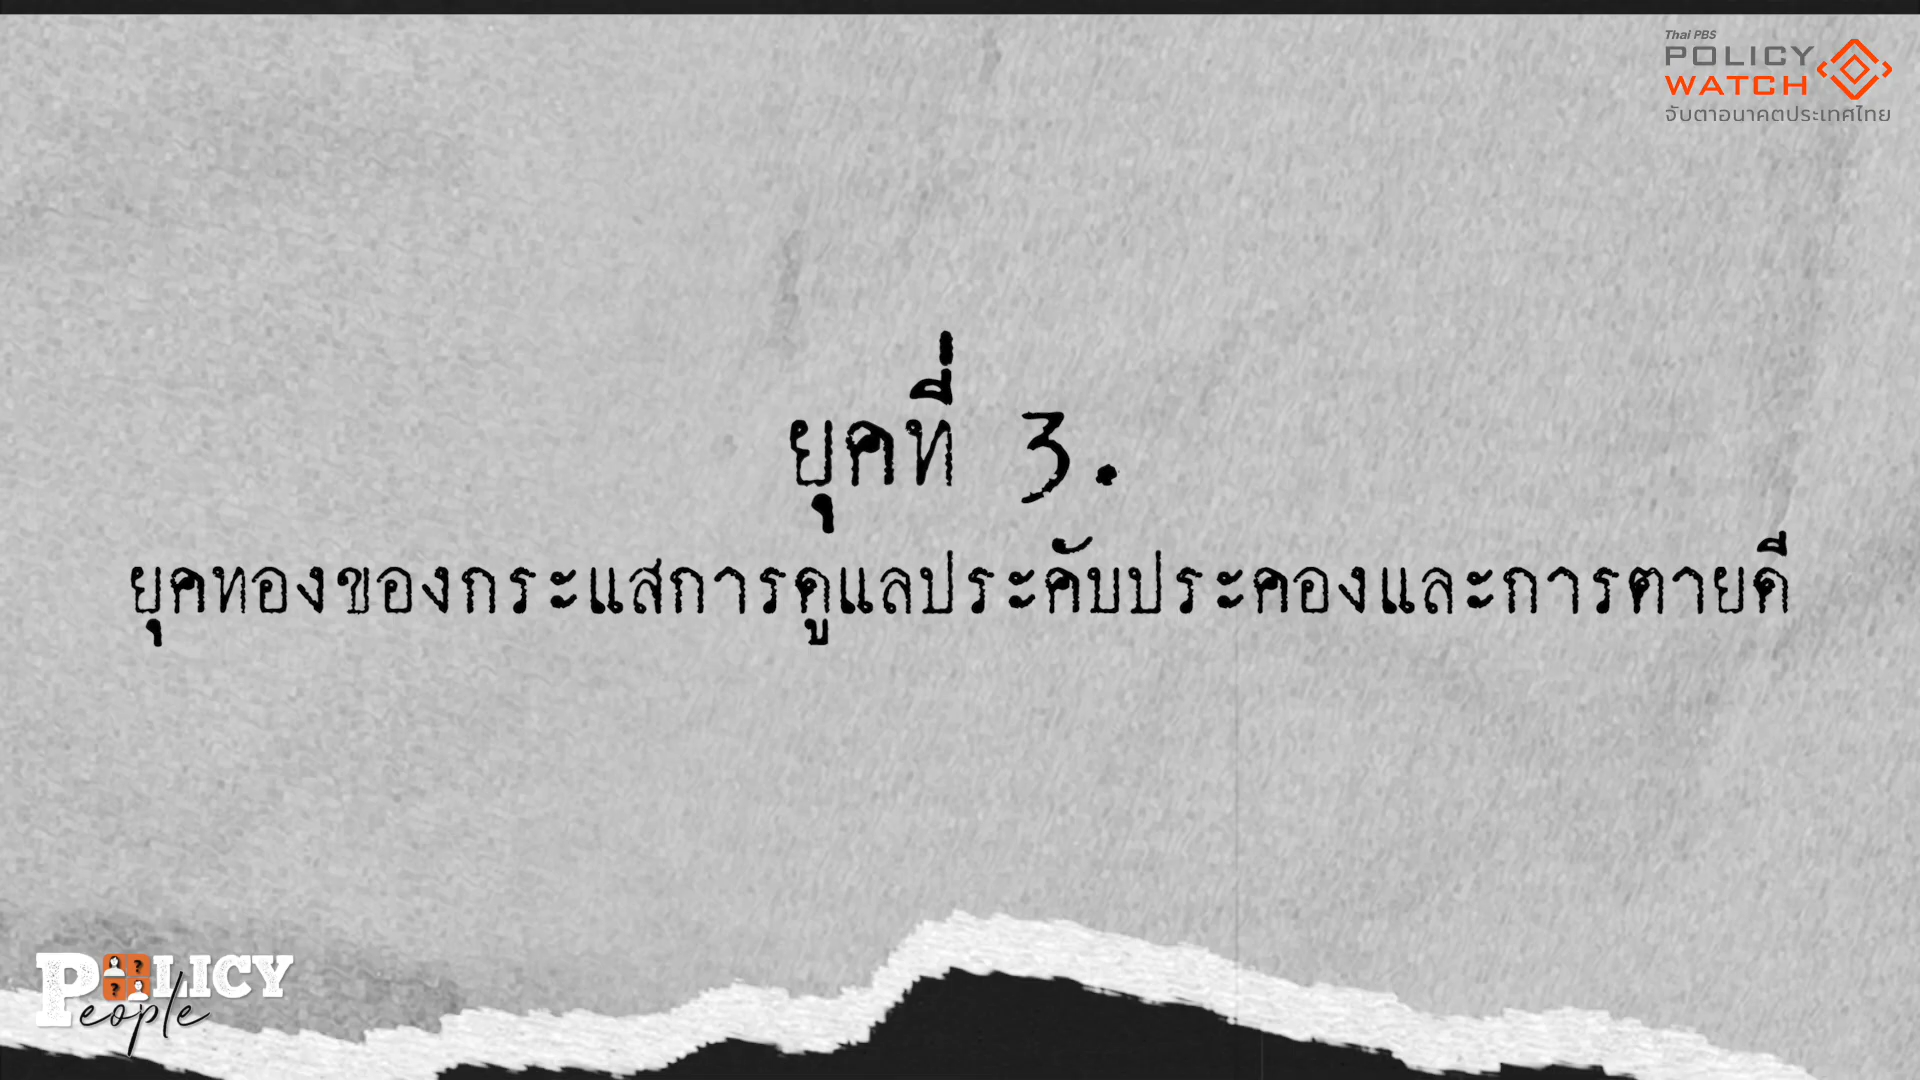 Thai PBS
POLICY
WATCH
จับตาอนาคตประเทศไทย
ยุคที่ 3.
ยุคทองของกระแสการดูแลประคับประคองและการตายดี
POLICY
People